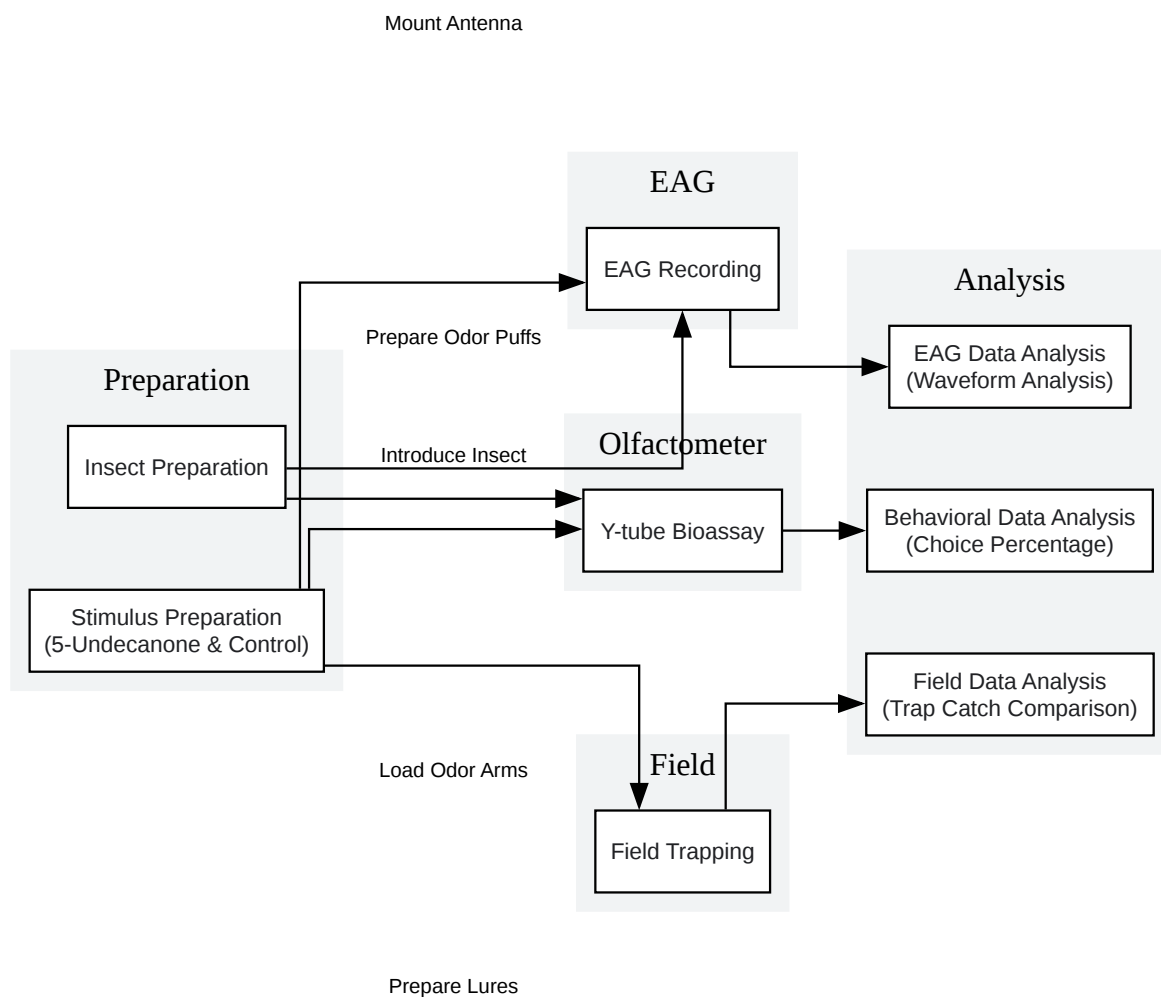 Mount Antenna
EAG
EAG Recording
Prepare Odor Puffs
Analysis
EAG Data Analysis
(Waveform Analysis)
Preparation
Insect Preparation
Introduce Insect
Olfactometer
Y-tube Bioassay
Behavioral Data Analysis
(Choice Percentage)
Stimulus Preparation
(5-Undecanone & Control)
Field Data Analysis
(Trap Catch Comparison)
Load Odor Arms
Field
Field Trapping
Prepare Lures